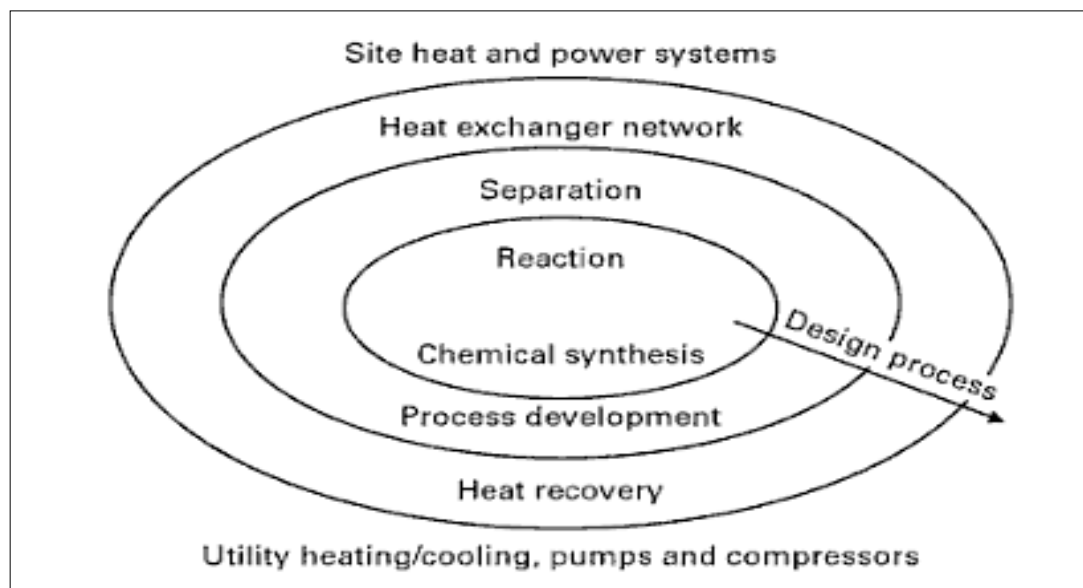 Site heat and power systems
Heat exchanger network
Separation
Reaction
Design process
Chemical synthesis
Process development
Heat recovery
Utility heating/cooling, pumps and compressors